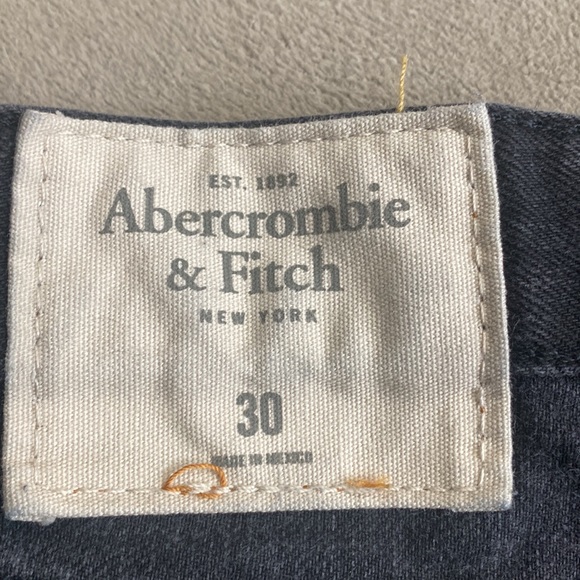 EST. 1892
Abercrombie
& Fitch
NEW YORK
30
MADE IN MEXICO